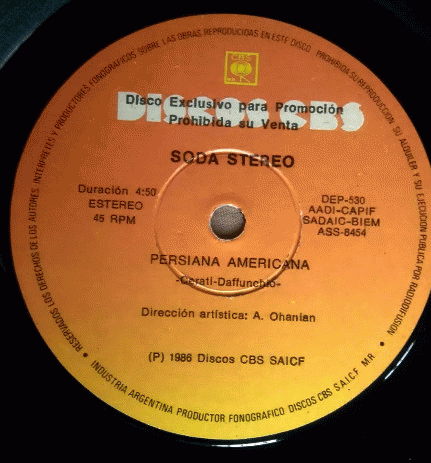 RESERVADOS LOS DERECHOS DE LOS AUTORES INTERPRETES Y PRODUCTORES FONOGRAFICOS SOBRE LAS OBRAS REPRODUCIDAS EN ESTE DISCO. PROHIBIDA SU REPRODUCCION SU ALQUILER Y SU EJECUCION PUBLICA POR RADIODIFUSION
CBS
DISCOS CBS
Disco Exclusivo para Promoción
Prohibida su Venta
SODA STEREO
Duración 4:50
ESTEREO
45 RPM
DEP-530
AADI-CAPIF
SADAIC-BIEM
ASS-8454
PERSIANA AMERICANA
-Cerati-Daffunchio-
Dirección artística: A. Ohanian
(P) 1986 Discos CBS SAICF
INDUSTRIA ARGENTINA PRODUCTOR FONOGRAFICO DISCOS CBS S.A.I.C.F. MR.